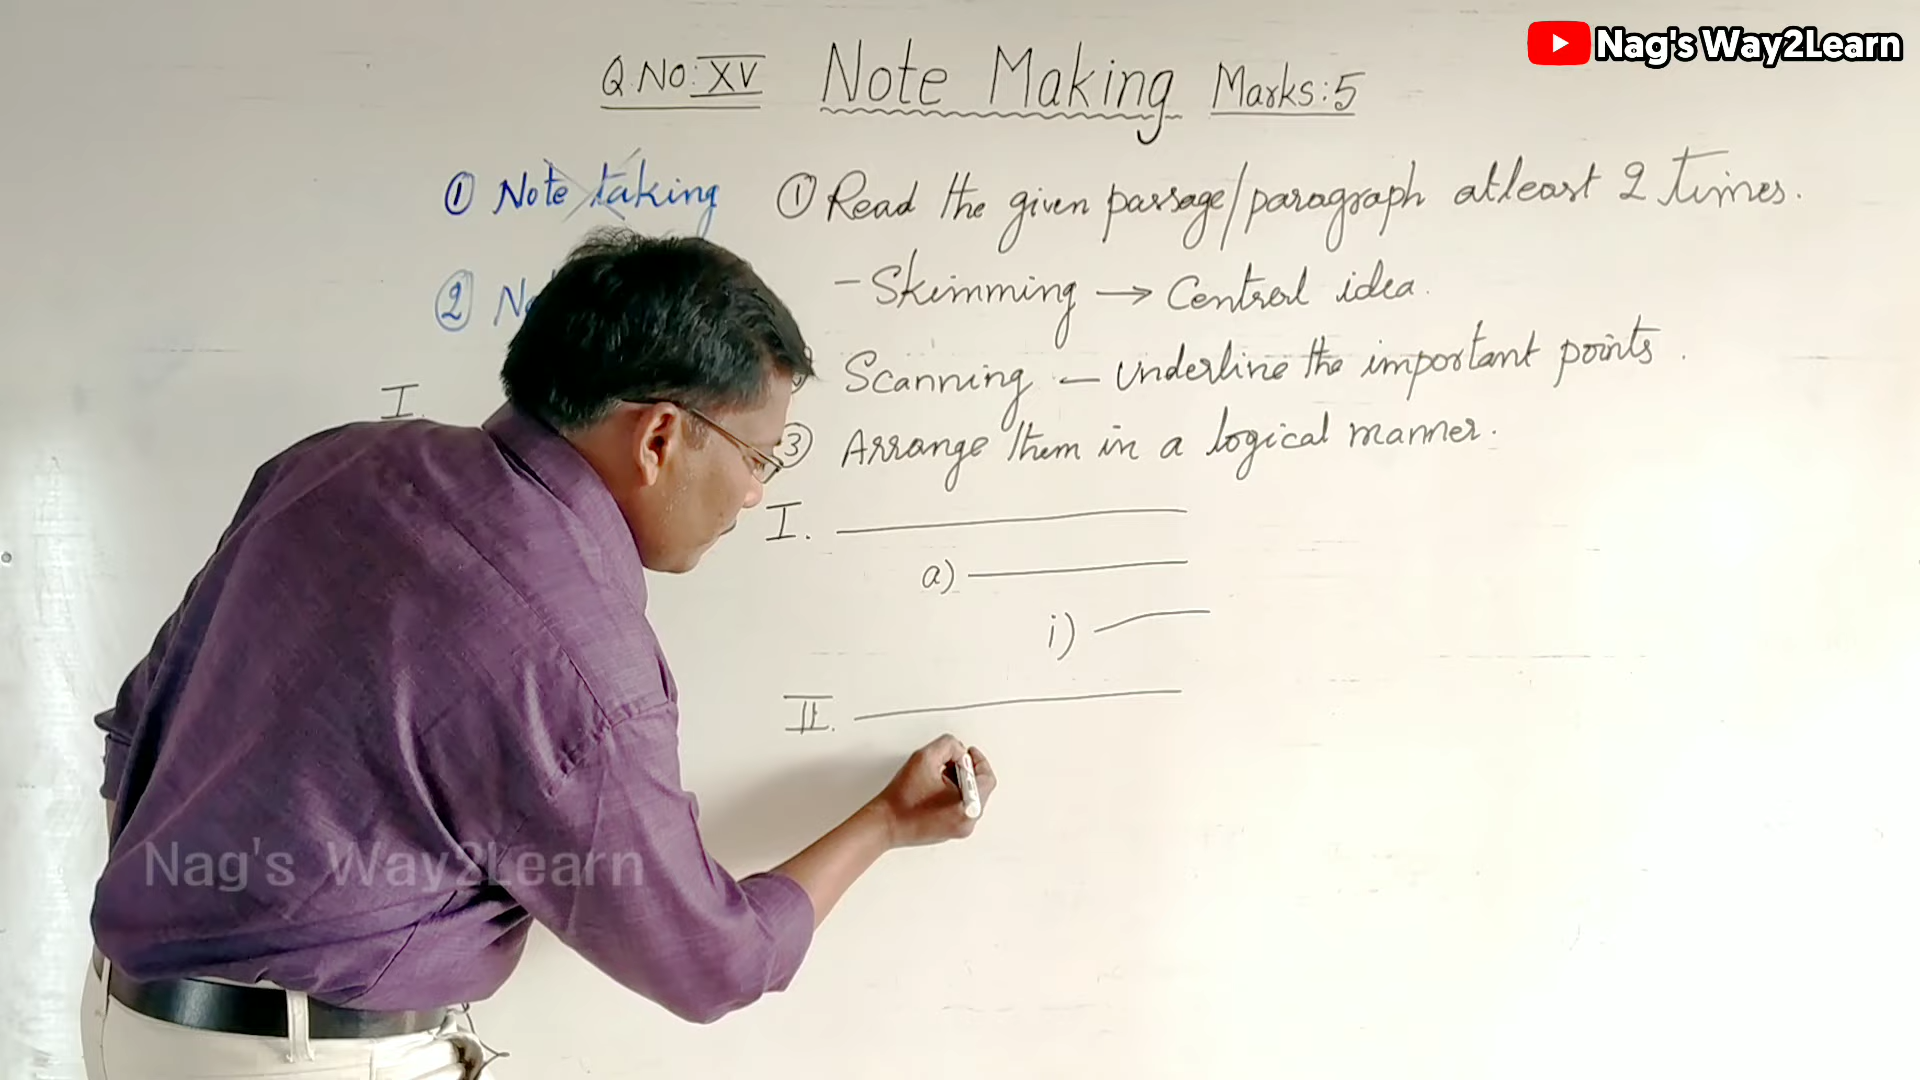 Nag's Way2Learn
Q.NO:XV Note Making Marks:5
① Note taking
②
I.
① Read the given passage/paragraph atleast 2 times.
- Skimming → Central idea.
Scanning - Underline the important points.
③ Arrange them in a logical manner.
I.
a)
i)
II.
Nag's Way2Learn